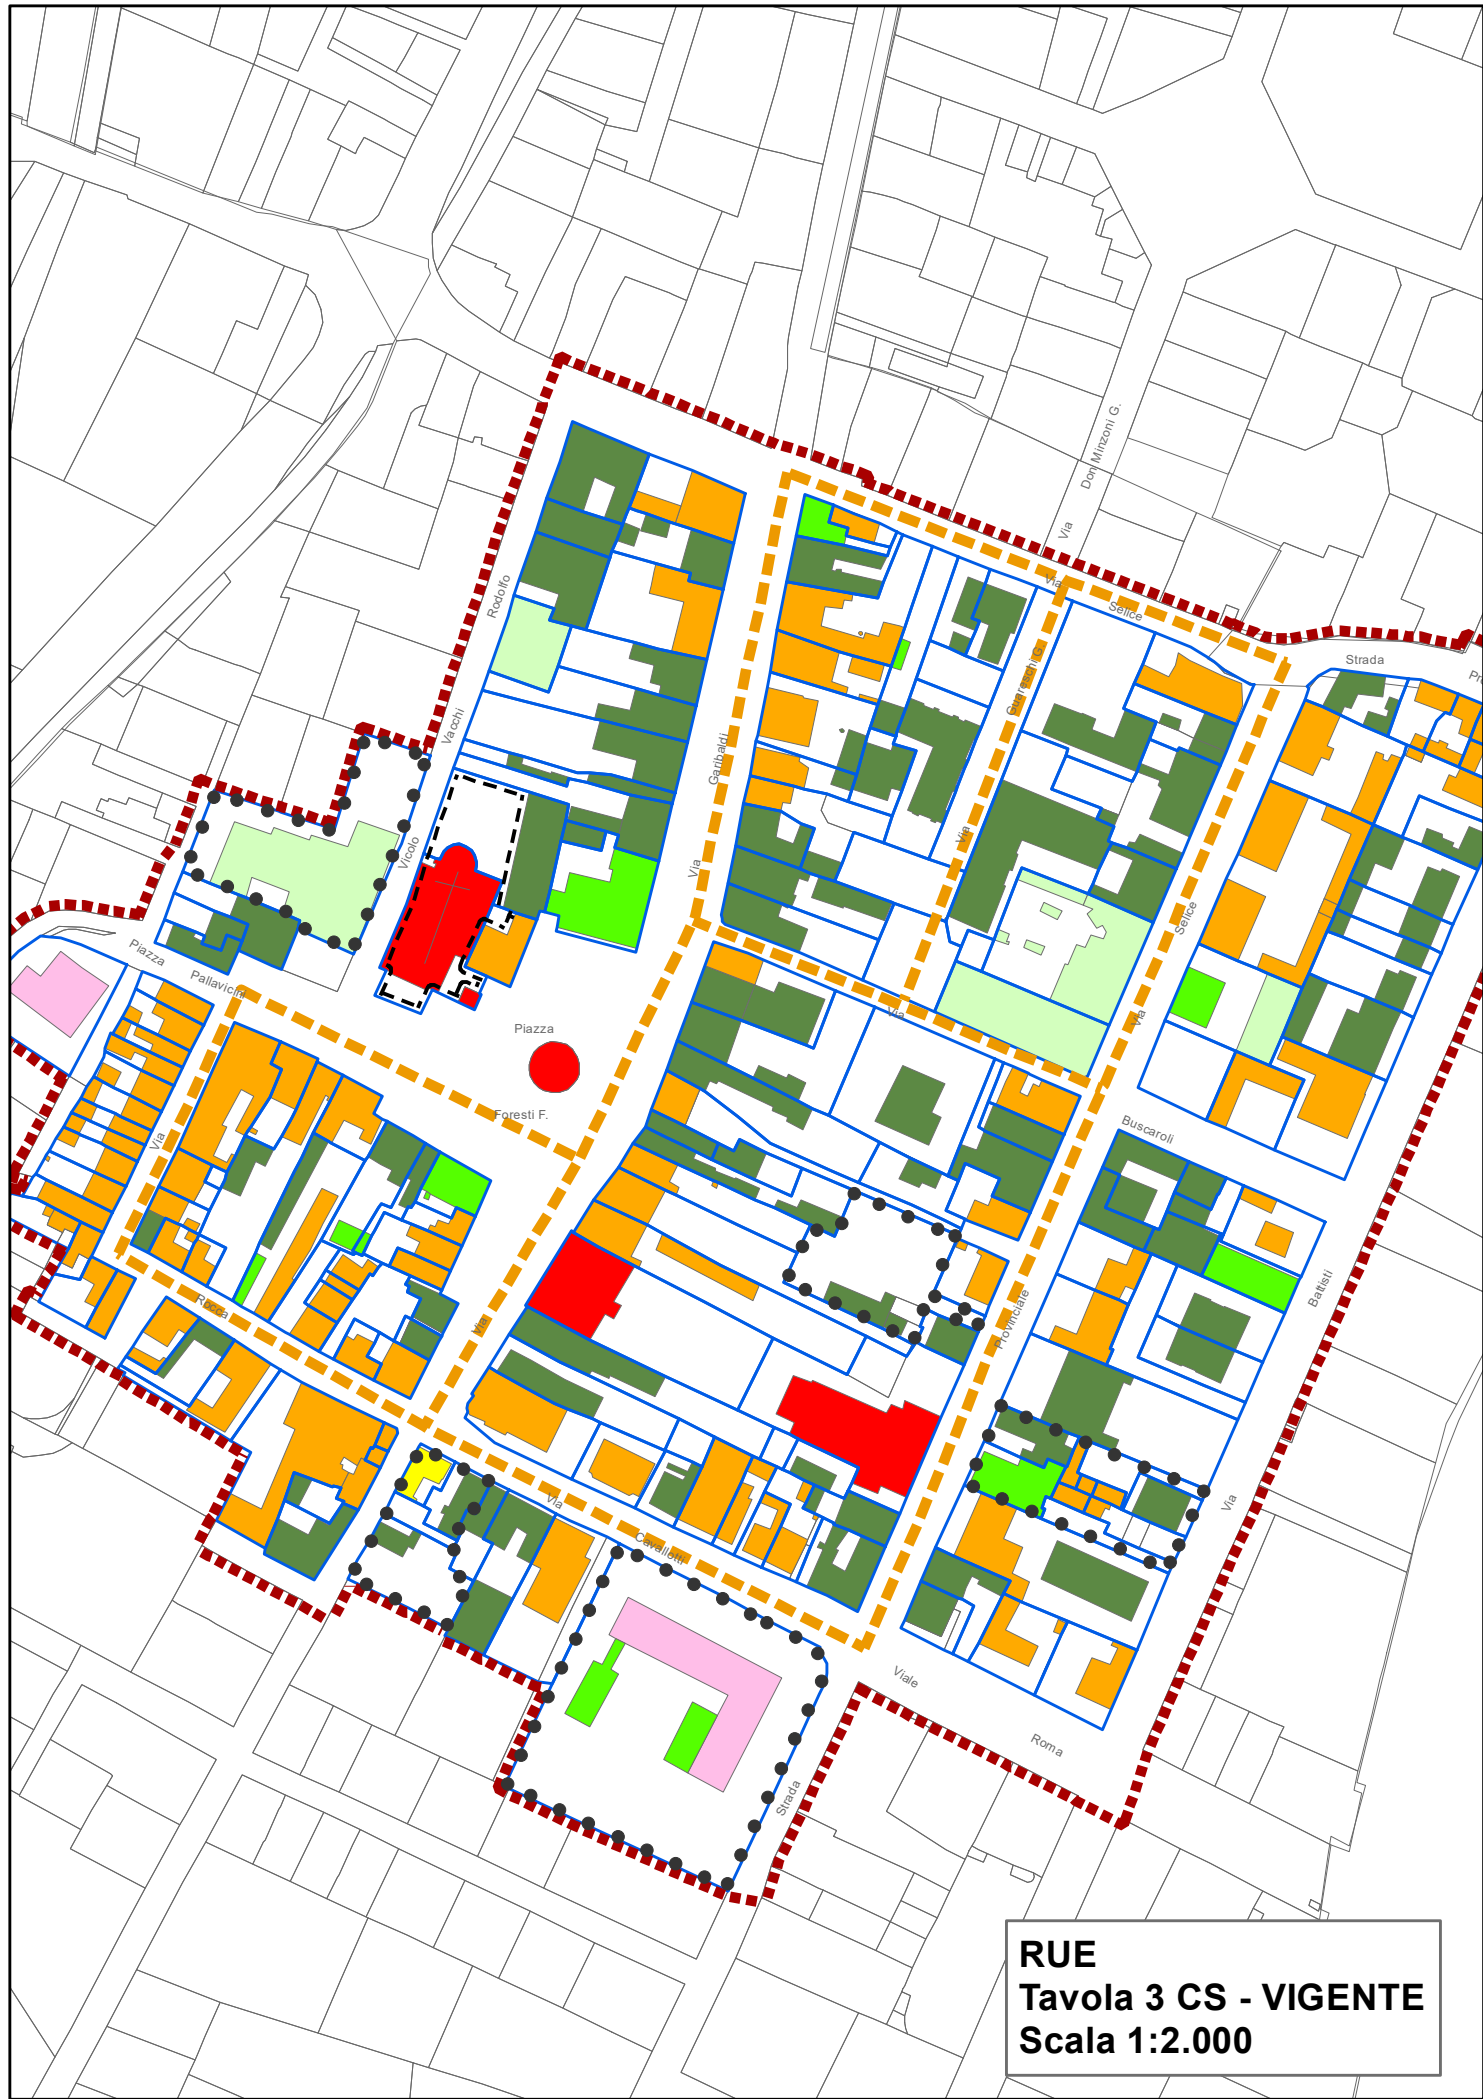 Don Minzoni G.
Via
Via
Selice
Rodolfo
Strada
Guareschi G.
Vacchi
Garibaldi
Via
Vicolo
Via
Selice
Piazza
Pallavicini
Via
Via
Piazza
Foresti F.
Buscaroli
Via
Battisti
Rocca
Via
Provinciale
Via
Via
Cavallotti
Viale
Roma
Strada
RUE
Tavola 3 CS - VIGENTE
Scala 1:2.000